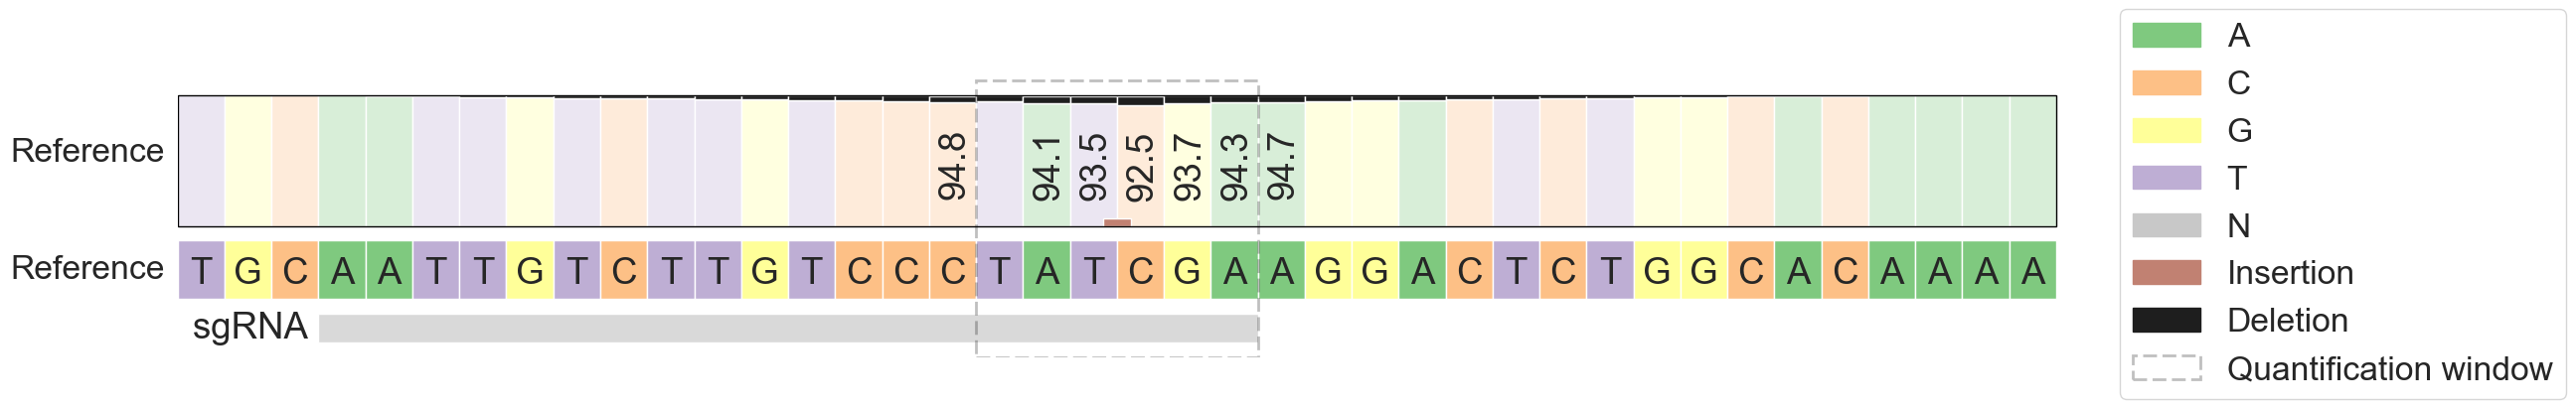 Reference
94.8 94.1 93.5 92.5 93.7 94.3 94.7
Reference
T G C A A T T G T C T T G T C C C T A T C G A A G G A C T C T G G C A C A A A A
sgRNA
A
C
G
T
N
Insertion
Deletion
Quantification window